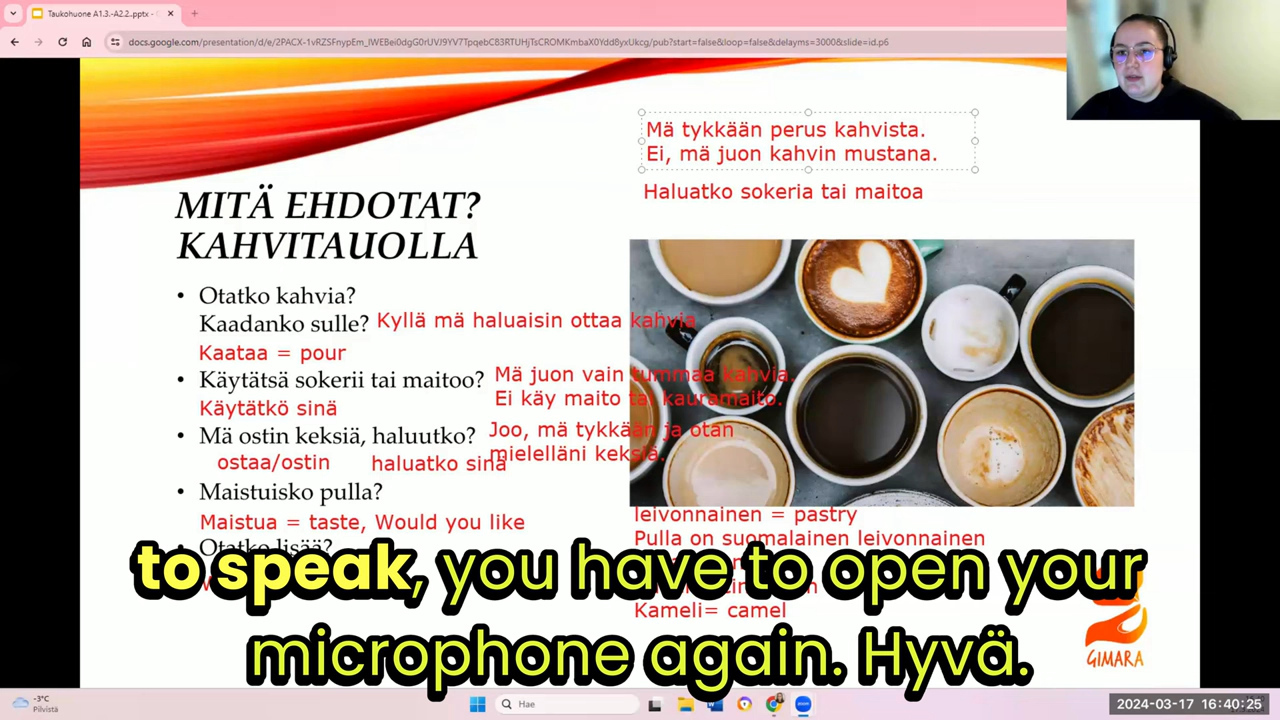 Taukohuone A1.3.-A2.2..pptx -
docs.google.com/presentation/d/e/2PACX-1vRZSFnypEm_lWEBei0dgG0rUVJ9YV7TpqebC83RTUHjTsCROMKmbaX0Ydd8yxUkcg/pub?start=false&loop=false&delayms=3000&slide=id.p6
Mä tykkään perus kahvista.
Ei, mä juon kahvin mustana.
Haluatko sokeria tai maitoa
MITÄ EHDOTAT?
KAHVITAUOLLA
• Otatko kahvia?
Kaadanko sulle? Kyllä mä haluaisin ottaa kahvia
Kaataa = pour
• Käytätsä sokerii tai maitoo? Mä juon vain tummaa kahvia.
Ei käy maito tai kauramaito.
Käytätkö sinä
• Mä ostin keksiä, haluutko? Joo, mä tykkään ja otan
mielelläni keksiä.
ostaa/ostin haluatko sinä
• Maistuisko pulla?
Maistua = taste, Would you like
• Otatko lisää?
leivonnainen = pastry
Pulla on suomalainen leivonnainen
Kameli= camel
to speak, you have to open your
microphone again. Hyvä.
GIMARA
-3°C
Pilvistä
Hae
2024-03-17 16:40:25